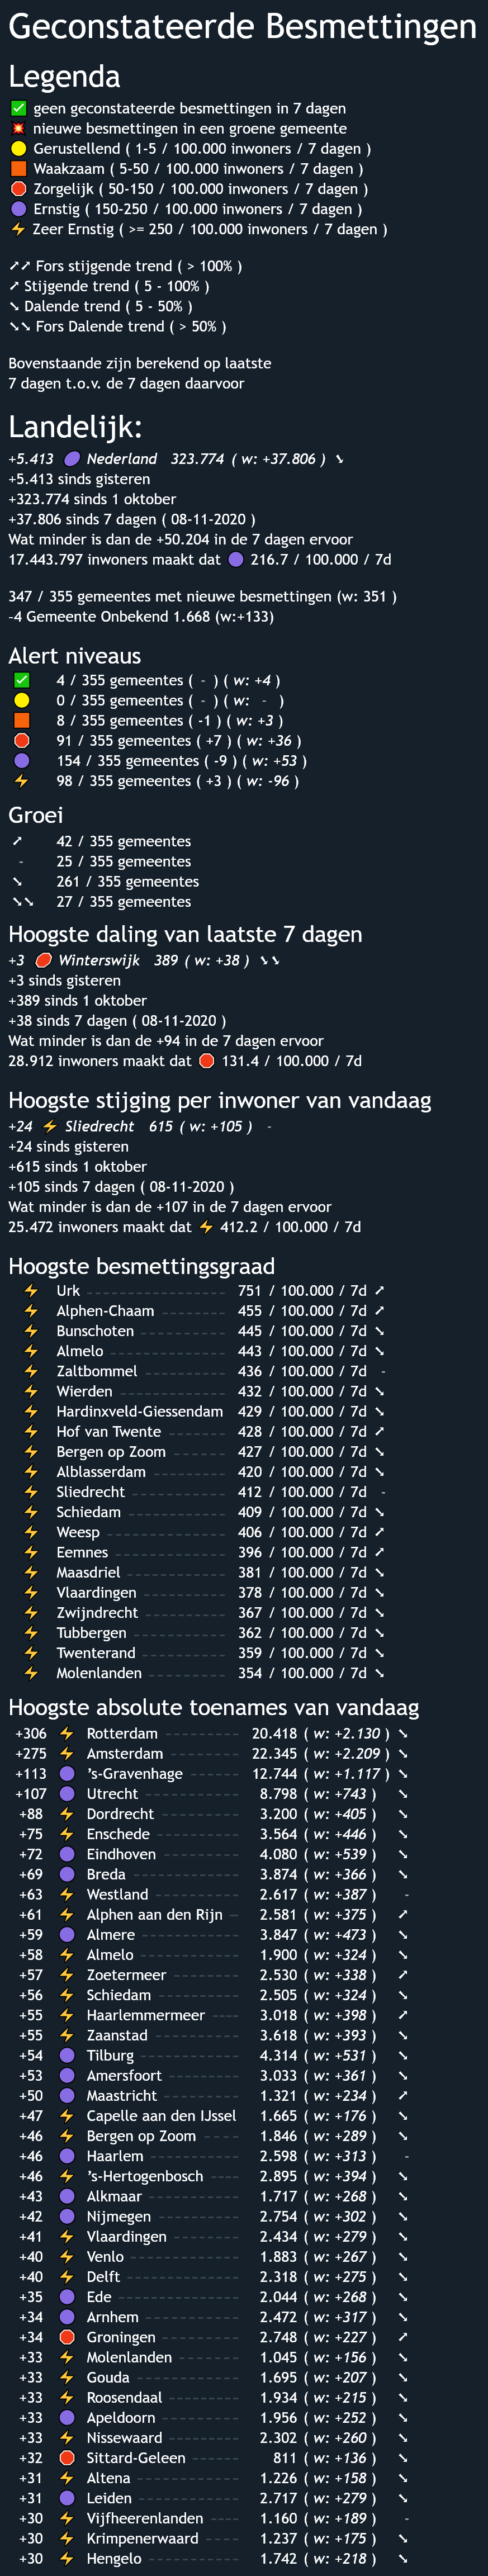 Geconstateerde Besmettingen
Legenda
geen geconstateerde besmettingen in 7 dagen
nieuwe besmettingen in een groene gemeente
Gerustellend ( 1-5 / 100.000 inwoners / 7 dagen )
Waakzaam ( 5-50 / 100.000 inwoners / 7 dagen )
Zorgelijk ( 50-150 / 100.000 inwoners / 7 dagen )
Ernstig ( 150-250 / 100.000 inwoners / 7 dagen )
Zeer Ernstig ( >= 250 / 100.000 inwoners / 7 dagen )
➚➚ Fors stijgende trend ( > 100% )
➚ Stijgende trend ( 5 - 100% )
➘ Dalende trend ( 5 - 50% )
➘➘ Fors Dalende trend ( > 50% )
Bovenstaande zijn berekend op laatste
7 dagen t.o.v. de 7 dagen daarvoor
Landelijk:
+5.413 Nederland 323.774 ( w: +37.806 ) ➘
+5.413 sinds gisteren
+323.774 sinds 1 oktober
+37.806 sinds 7 dagen ( 08-11-2020 )
Wat minder is dan de +50.204 in de 7 dagen ervoor
17.443.797 inwoners maakt dat 216.7 / 100.000 / 7d
347 / 355 gemeentes met nieuwe besmettingen (w: 351 )
-4 Gemeente Onbekend 1.668 (w:+133)
Alert niveaus
4 / 355 gemeentes ( - ) ( w: +4 )
0 / 355 gemeentes ( - ) ( w: - )
8 / 355 gemeentes ( -1 ) ( w: +3 )
91 / 355 gemeentes ( +7 ) ( w: +36 )
154 / 355 gemeentes ( -9 ) ( w: +53 )
98 / 355 gemeentes ( +3 ) ( w: -96 )
Groei
➚ 42 / 355 gemeentes
- 25 / 355 gemeentes
➘ 261 / 355 gemeentes
➘➘ 27 / 355 gemeentes
Hoogste daling van laatste 7 dagen
+3 Winterswijk 389 ( w: +38 ) ➘➘
+3 sinds gisteren
+389 sinds 1 oktober
+38 sinds 7 dagen ( 08-11-2020 )
Wat minder is dan de +94 in de 7 dagen ervoor
28.912 inwoners maakt dat 131.4 / 100.000 / 7d
Hoogste stijging per inwoner van vandaag
+24 Sliedrecht 615 ( w: +105 ) -
+24 sinds gisteren
+615 sinds 1 oktober
+105 sinds 7 dagen ( 08-11-2020 )
Wat minder is dan de +107 in de 7 dagen ervoor
25.472 inwoners maakt dat 412.2 / 100.000 / 7d
Hoogste besmettingsgraad
Urk 751 / 100.000 / 7d ➚
Alphen-Chaam 455 / 100.000 / 7d ➚
Bunschoten 445 / 100.000 / 7d ➘
Almelo 443 / 100.000 / 7d ➘
Zaltbommel 436 / 100.000 / 7d -
Wierden 432 / 100.000 / 7d ➘
Hardinxveld-Giessendam 429 / 100.000 / 7d ➘
Hof van Twente 428 / 100.000 / 7d ➚
Bergen op Zoom 427 / 100.000 / 7d ➘
Alblasserdam 420 / 100.000 / 7d ➘
Sliedrecht 412 / 100.000 / 7d -
Schiedam 409 / 100.000 / 7d ➘
Weesp 406 / 100.000 / 7d ➚
Eemnes 396 / 100.000 / 7d ➚
Maasdriel 381 / 100.000 / 7d ➘
Vlaardingen 378 / 100.000 / 7d ➘
Zwijndrecht 367 / 100.000 / 7d ➘
Tubbergen 362 / 100.000 / 7d ➘
Twenterand 359 / 100.000 / 7d ➘
Molenlanden 354 / 100.000 / 7d ➘
Hoogste absolute toenames van vandaag
+306 Rotterdam 20.418 ( w: +2.130 ) ➘
+275 Amsterdam 22.345 ( w: +2.209 ) ➘
+113 's-Gravenhage 12.744 ( w: +1.117 ) ➘
+107 Utrecht 8.798 ( w: +743 ) ➘
+88 Dordrecht 3.200 ( w: +405 ) ➘
+75 Enschede 3.564 ( w: +446 ) ➘
+72 Eindhoven 4.080 ( w: +539 ) ➘
+69 Breda 3.874 ( w: +366 ) ➘
+63 Westland 2.617 ( w: +387 ) -
+61 Alphen aan den Rijn 2.581 ( w: +375 ) ➚
+59 Almere 3.847 ( w: +473 ) ➘
+58 Almelo 1.900 ( w: +324 ) ➘
+57 Zoetermeer 2.530 ( w: +338 ) ➚
+56 Schiedam 2.505 ( w: +324 ) ➘
+55 Haarlemmermeer 3.018 ( w: +398 ) ➚
+55 Zaanstad 3.618 ( w: +393 ) ➘
+54 Tilburg 4.314 ( w: +531 ) ➘
+53 Amersfoort 3.033 ( w: +361 ) ➘
+50 Maastricht 1.321 ( w: +234 ) ➚
+47 Capelle aan den IJssel 1.665 ( w: +176 ) ➘
+46 Bergen op Zoom 1.846 ( w: +289 ) ➘
+46 Haarlem 2.598 ( w: +313 ) -
+46 's-Hertogenbosch 2.895 ( w: +394 ) ➘
+43 Alkmaar 1.717 ( w: +268 ) ➘
+42 Nijmegen 2.754 ( w: +302 ) ➘
+41 Vlaardingen 2.434 ( w: +279 ) ➘
+40 Venlo 1.883 ( w: +267 ) ➘
+40 Delft 2.318 ( w: +275 ) ➘
+35 Ede 2.044 ( w: +268 ) ➘
+34 Arnhem 2.472 ( w: +317 ) ➘
+34 Groningen 2.748 ( w: +227 ) ➚
+33 Molenlanden 1.045 ( w: +156 ) ➘
+33 Gouda 1.695 ( w: +207 ) ➘
+33 Roosendaal 1.934 ( w: +215 ) ➘
+33 Apeldoorn 1.956 ( w: +252 ) ➘
+33 Nissewaard 2.302 ( w: +260 ) ➘
+32 Sittard-Geleen 811 ( w: +136 ) ➘
+31 Altena 1.226 ( w: +158 ) ➘
+31 Leiden 2.717 ( w: +279 ) ➘
+30 Vijfheerenlanden 1.160 ( w: +189 ) -
+30 Krimpenerwaard 1.237 ( w: +175 ) ➘
+30 Hengelo 1.742 ( w: +218 ) ➘